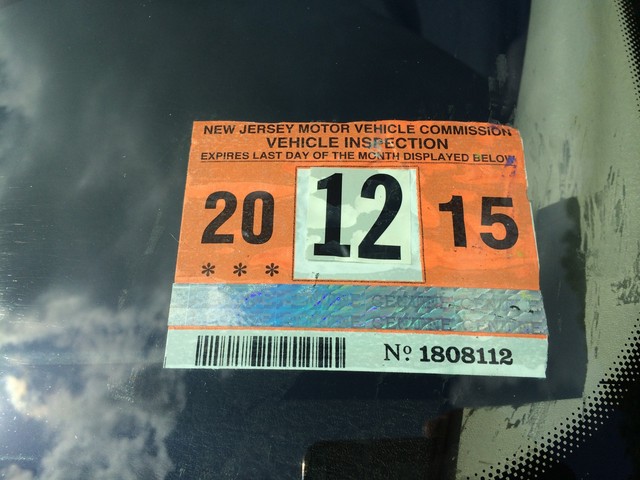 NEW JERSEY MOTOR VEHICLE COMMISSION
VEHICLE INSPECTION
EXPIRES LAST DAY OF THE MONTH DISPLAYED BELOW
20 12 15
* * *
Nº 1808112